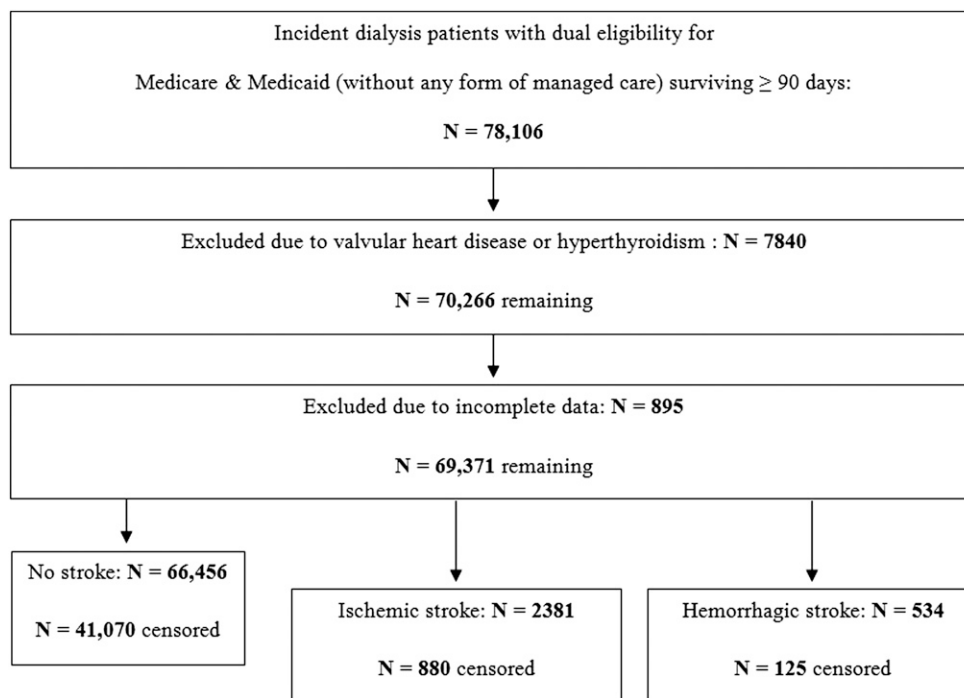 Incident dialysis patients with dual eligibility for
Medicare & Medicaid (without any form of managed care) surviving ≥ 90 days:
N = 78,106
Excluded due to valvular heart disease or hyperthyroidism : N = 7840
N = 70,266 remaining
Excluded due to incomplete data: N = 895
N = 69,371 remaining
No stroke: N = 66,456
N = 41,070 censored
Ischemic stroke: N = 2381
N = 880 censored
Hemorrhagic stroke: N = 534
N = 125 censored